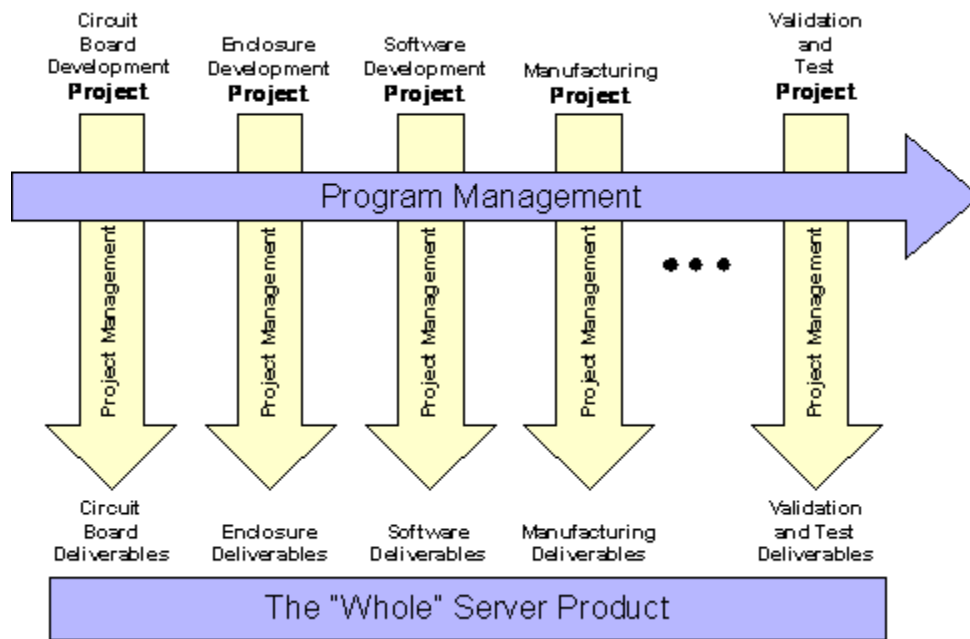 Circuit
Board
Development
Project
Enclosure
Development
Project
Software
Development
Project
Manufacturing
Project
Validation
and
Test
Project
Program Management
Project Management
Project Management
Project Management
Project Management
Project Management
Circuit
Board
Deliverables
Enclosure
Deliverables
Software
Deliverables
Manufacturing
Deliverables
Validation
and Test
Deliverables
The "Whole" Server Product